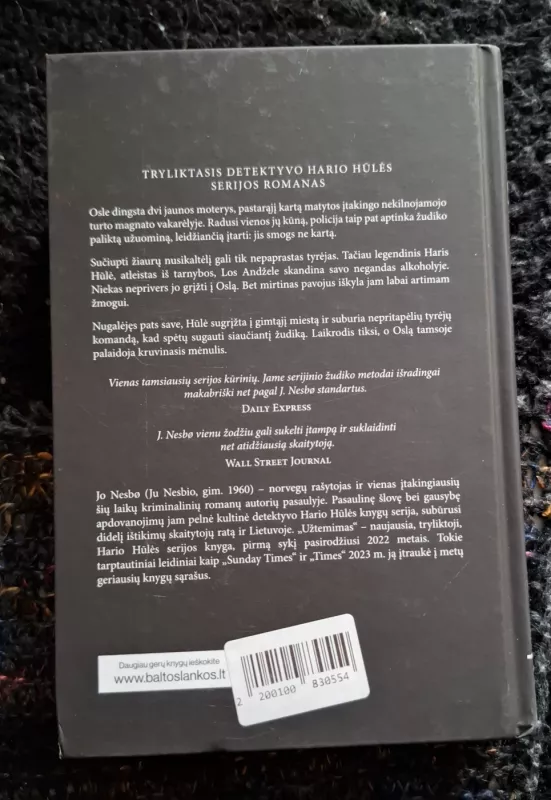 TRYLIKTASIS DETEKTYVO HARIO HŪLĖS
SERIJOS ROMANAS
Osle dingsta dvi jaunos moterys, pastarąjį kartą matytos įtakingo nekilnojamojo
turto magnato vakarėlyje. Radusi vienos jų kūną, policija taip pat aptinka žudiko
paliktą užuominą, leidžiančią įtarti: jis smogs ne kartą.
Sučiupti žiaurų nusikaltėlį gali tik nepaprastas tyrėjas. Tačiau legendinis Haris
Hūlė, atleistas iš tarnybos, Los Andžele skandina savo negandas alkoholyje.
Niekas neprivers jo grįžti į Oslą. Bet mirtinas pavojus iškyla jam labai artimam
žmogui.
Nugalėjęs pats save, Hūlė sugrįžta į gimtąjį miestą ir suburia nepritapėlių tyrėjų
komandą, kad spėtų sugauti siaučiantį žudiką. Laikrodis tiksi, o Oslą tamsoje
palaidoja kruvinasis mėnulis.
Vienas tamsiausių serijos kūrinių. Jame serijinio žudiko metodai išradingai
makabriški net pagal J. Nesbø standartus.
DAILY EXPRESS
J. Nesbø vienu žodžiu gali sukelti įtampą ir suklaidinti
net atidžiausią skaitytoją.
WALL STREET JOURNAL
Jo Nesbø (Ju Nesbio, gim. 1960) – norvegų rašytojas ir vienas įtakingiausių
šių laikų kriminalinių romanų autorių pasaulyje. Pasaulinę šlovę bei gausybę
apdovanojimų jam pelnė kultinė detektyvo Hario Hūlės knygų serija, subūrusi
didelį ištikimų skaitytojų ratą ir Lietuvoje. „Užtemimas“ – naujausia, tryliktoji,
Hario Hūlės serijos knyga, pirmą sykį pasirodžiusi 2022 metais. Tokie
tarptautiniai leidiniai kaip „Sunday Times“ ir „Times“ 2023 m. ją įtraukė į metų
geriausių knygų sąrašus.
Daugiau gerų knygų ieškokite
www.baltoslankos.lt
2 200100 830554